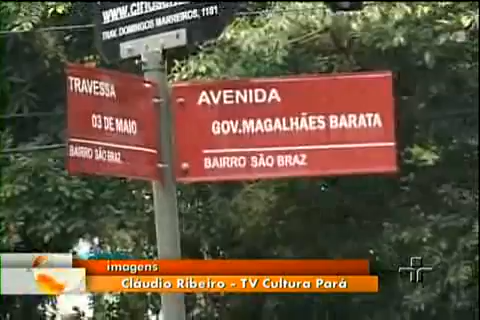 TRAV. DOMINGOS MARREIROS, 1181
TRAVESSA
03 DE MAIO
BAIRRO SÃO BRAZ
AVENIDA
GOV.MAGALHÃES BARATA
BAIRRO SÃO BRAZ
imagens
Cláudio Ribeiro - TV Cultura Pará